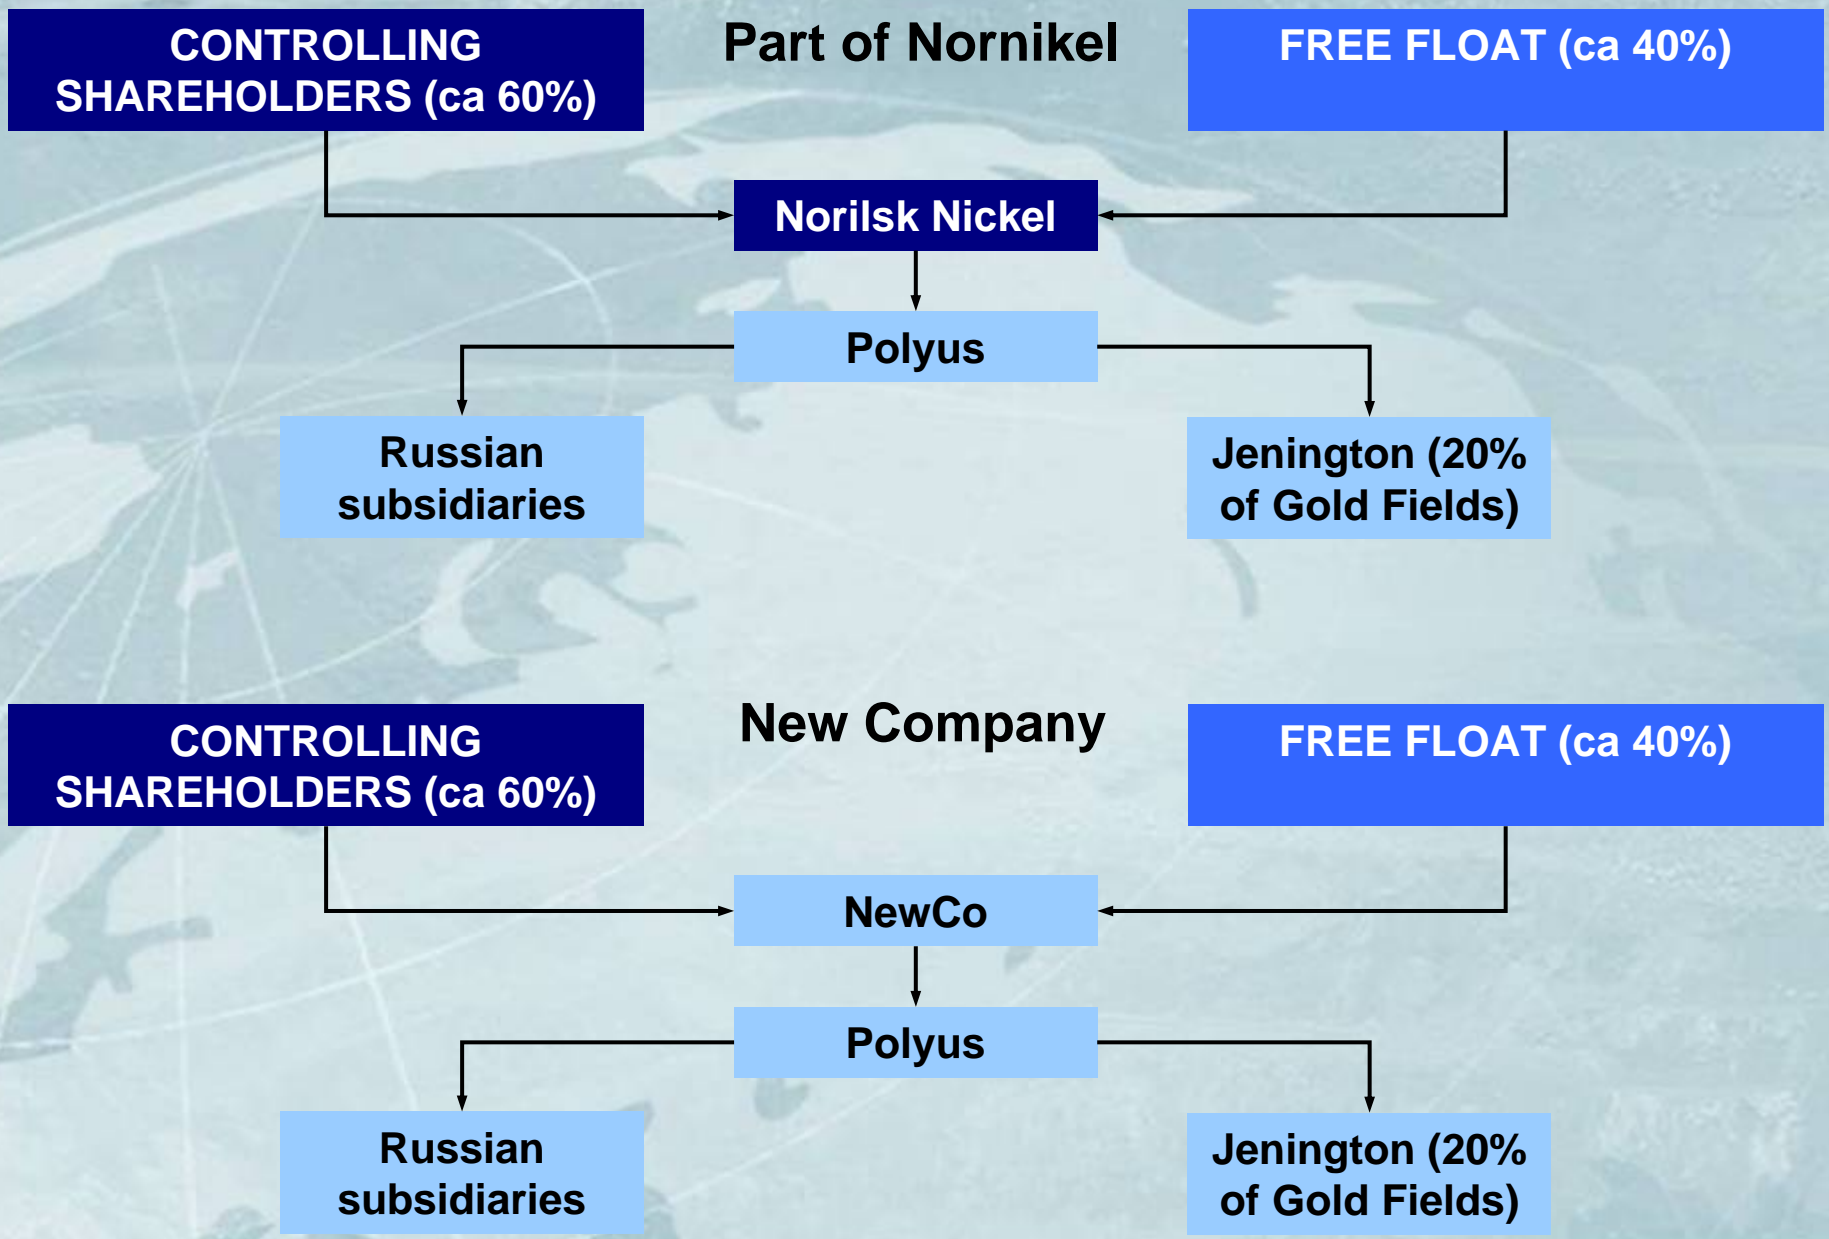 Part of Nornikel
CONTROLLING
SHAREHOLDERS (ca 60%)
FREE FLOAT (ca 40%)
Norilsk Nickel
Polyus
Russian
subsidiaries
Jenington (20%
of Gold Fields)
New Company
CONTROLLING
SHAREHOLDERS (ca 60%)
FREE FLOAT (ca 40%)
NewCo
Polyus
Russian
subsidiaries
Jenington (20%
of Gold Fields)